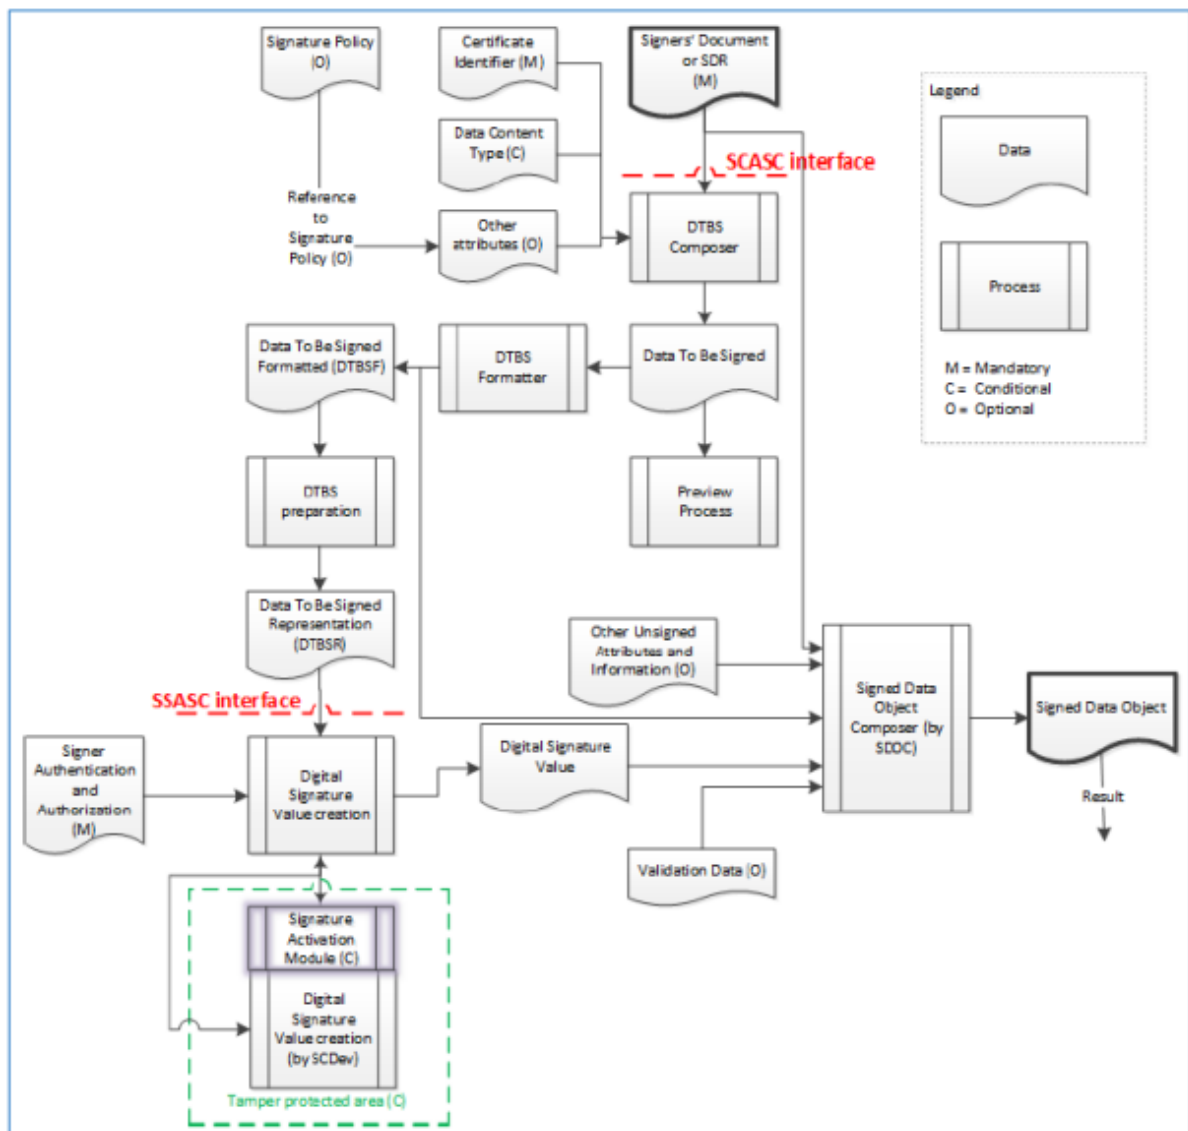 Signature Policy
(O)
Certificate
Identifier (M)
Signers' Document
or SDR
(M)
Legend
Data
Data Content
Type (C)
SCASC interface
Reference
to
Signature
Policy (O)
Other
attributes (O)
DTBS
Composer
Process
Data To Be Signed
Formatted (DTBSF)
DTBS
Formatter
Data To Be Signed
M = Mandatory
C = Conditional
O = Optional
DTBS
preparation
Preview
Process
Data To Be Signed
Representation
(DTBSR)
Other Unsigned
Attributes and
Information (O)
SSASC interface
Signed Data
Object
Composer (by
SDOC)
Signed Data Object
Signer
Authentication
and
Authorization
(M)
Digital
Signature
Value creation
Digital Signature
Value
Result
Validation Data (O)
Signature
Activation
Module (C)
Digital
Signature
Value creation
(by SCDev)
Tamper protected area (C)